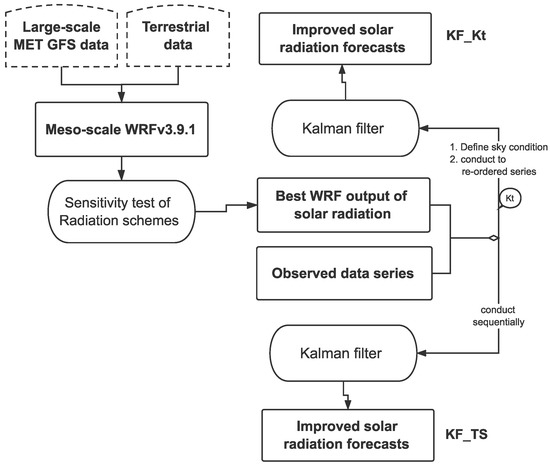 Large-scale
MET GFS data
Terrestrial
data
Meso-scale WRFv3.9.1
Sensitivity test of
Radiation schemes
Improved solar
radiation forecasts
KF_Kt
Kalman filter
1. Define sky condition
2. conduct to
re-ordered series
Kt
Best WRF output of
solar radiation
Observed data series
conduct
sequentially
Kalman filter
Improved solar
radiation forecasts
KF_TS